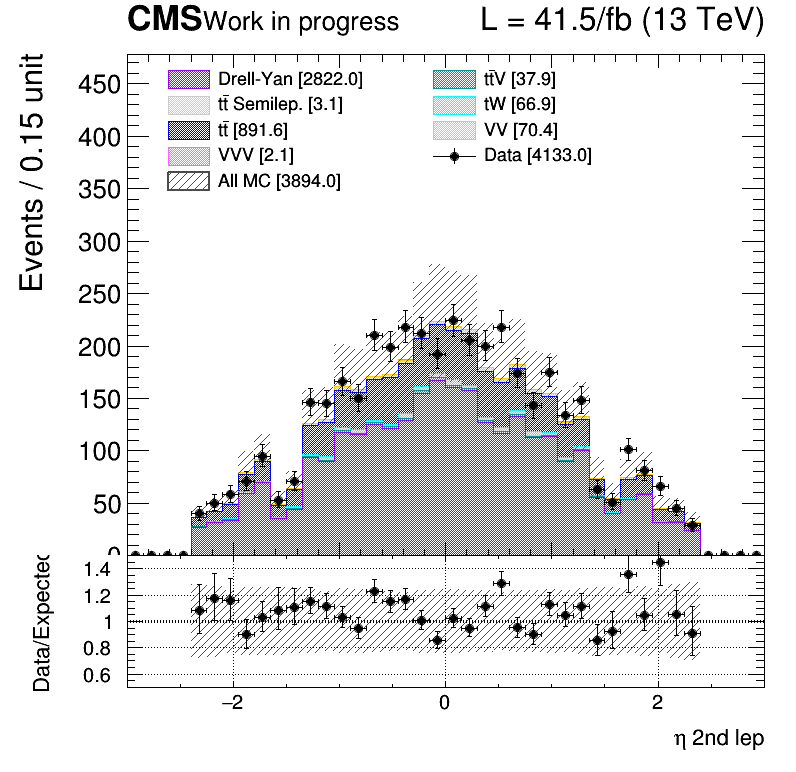 CMS Work in progress L = 41.5/fb (13 TeV)
Events / 0.15 unit
Drell-Yan [2822.0] tt̄V [37.9]
tt̄ Semilep. [3.1] tW [66.9]
tt̄ [891.6] VV [70.4]
VVV [2.1] Data [4133.0]
All MC [3894.0]
450
400
350
300
250
200
150
100
50
0
Data/Expected
1.4
1.2
1
0.8
0.6
−2 0 2
η 2nd lep